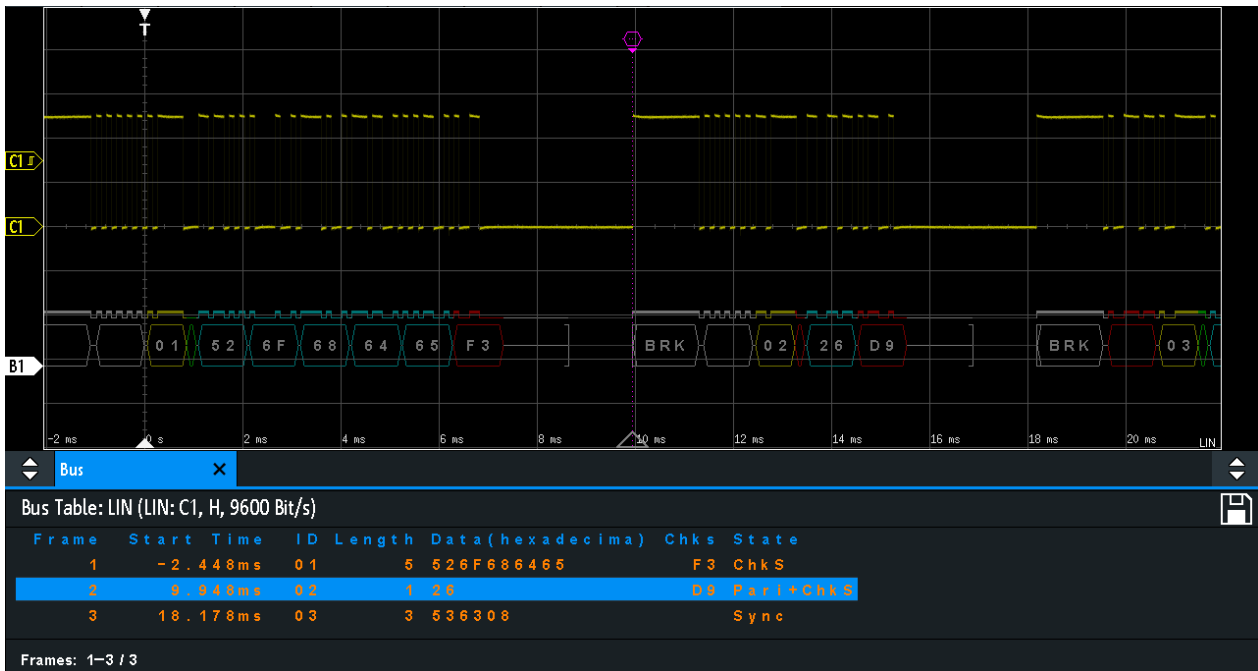 T
C1
C1
01 52 6F 68 64 65 F3 BRK 02 26 D9 BRK 03
B1
-2 ms 0 s 2 ms 4 ms 6 ms 8 ms 10 ms 12 ms 14 ms 16 ms 18 ms 20 ms LIN
Bus ×
Bus Table: LIN (LIN: C1, H, 9600 Bit/s)
Frame Start Time ID Length Data(hexadecima) Chks State
1 -2.448ms 01 5 526F686465 F3 ChkS
2 9.948ms 02 1 26 D9 Pari+ChkS
3 18.178ms 03 3 536308 Sync
Frames: 1-3 / 3